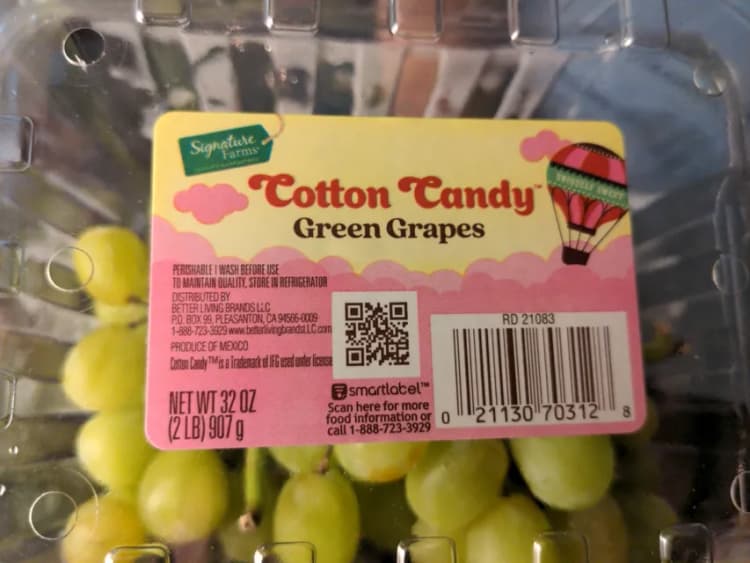 Signature
Farms®
Cotton Candy™
Green Grapes
UNIQUELY SWEET
PERISHABLE | WASH BEFORE USE
TO MAINTAIN QUALITY, STORE IN REFRIGERATOR
DISTRIBUTED BY
BETTER LIVING BRANDS LLC
P.O. BOX 99, PLEASANTON, CA 94566-0009
1-888-723-3929 www.betterlivingbrandsLLC.com
PRODUCE OF MEXICO
Cotton Candy™ is a Trademark of IFG used under license
NET WT 32 OZ
(2 LB) 907 g
smartlabel™
Scan here for more
food information or
call 1-888-723-3929
RD 21083
0 21130 70312 8